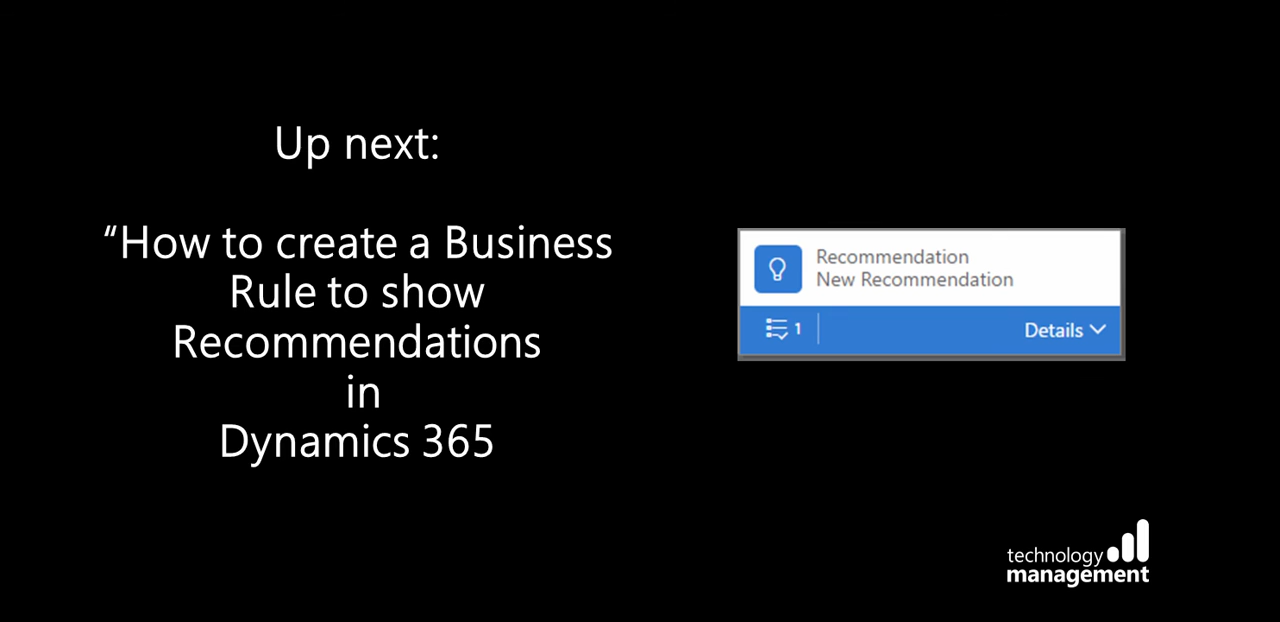 Up next:
“How to create a Business
Rule to show
Recommendations
in
Dynamics 365
Recommendation
New Recommendation
1
Details
technology
management